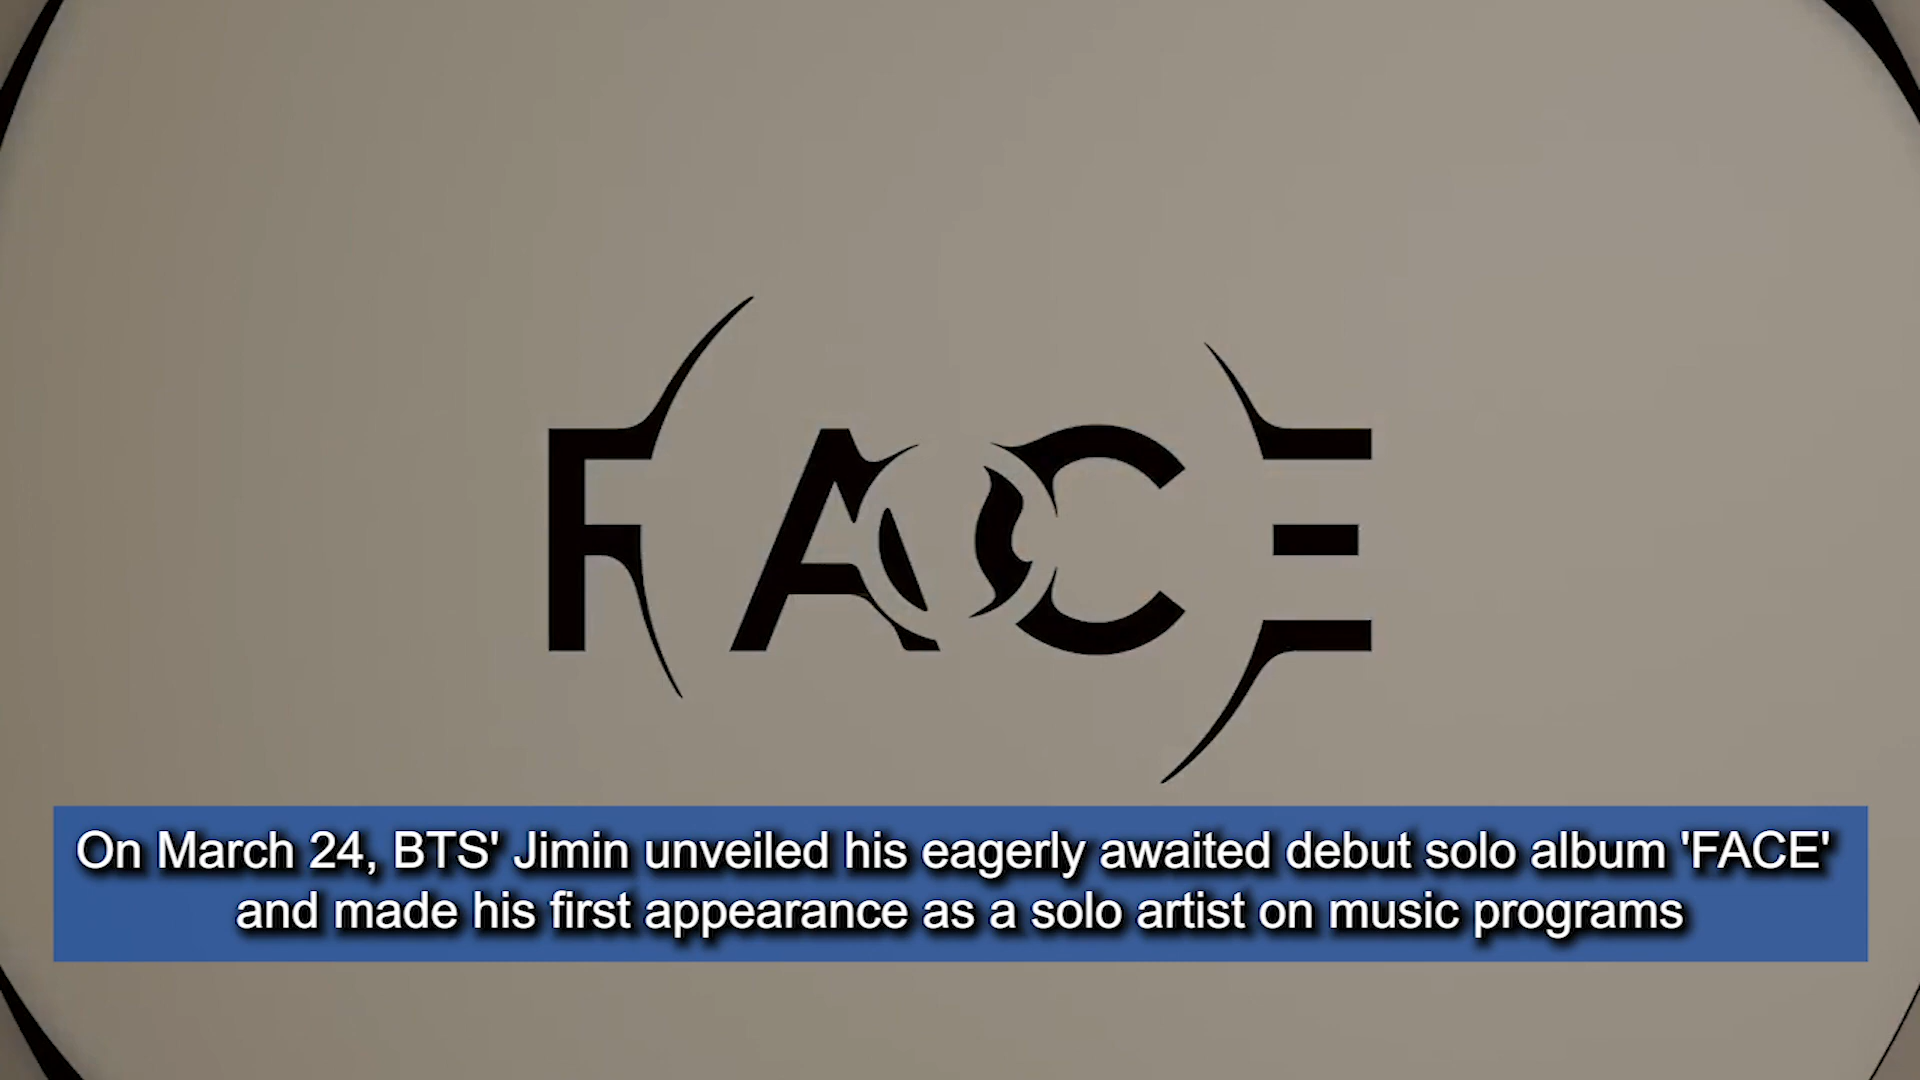 FACE
On March 24, BTS' Jimin unveiled his eagerly awaited debut solo album 'FACE'
and made his first appearance as a solo artist on music programs